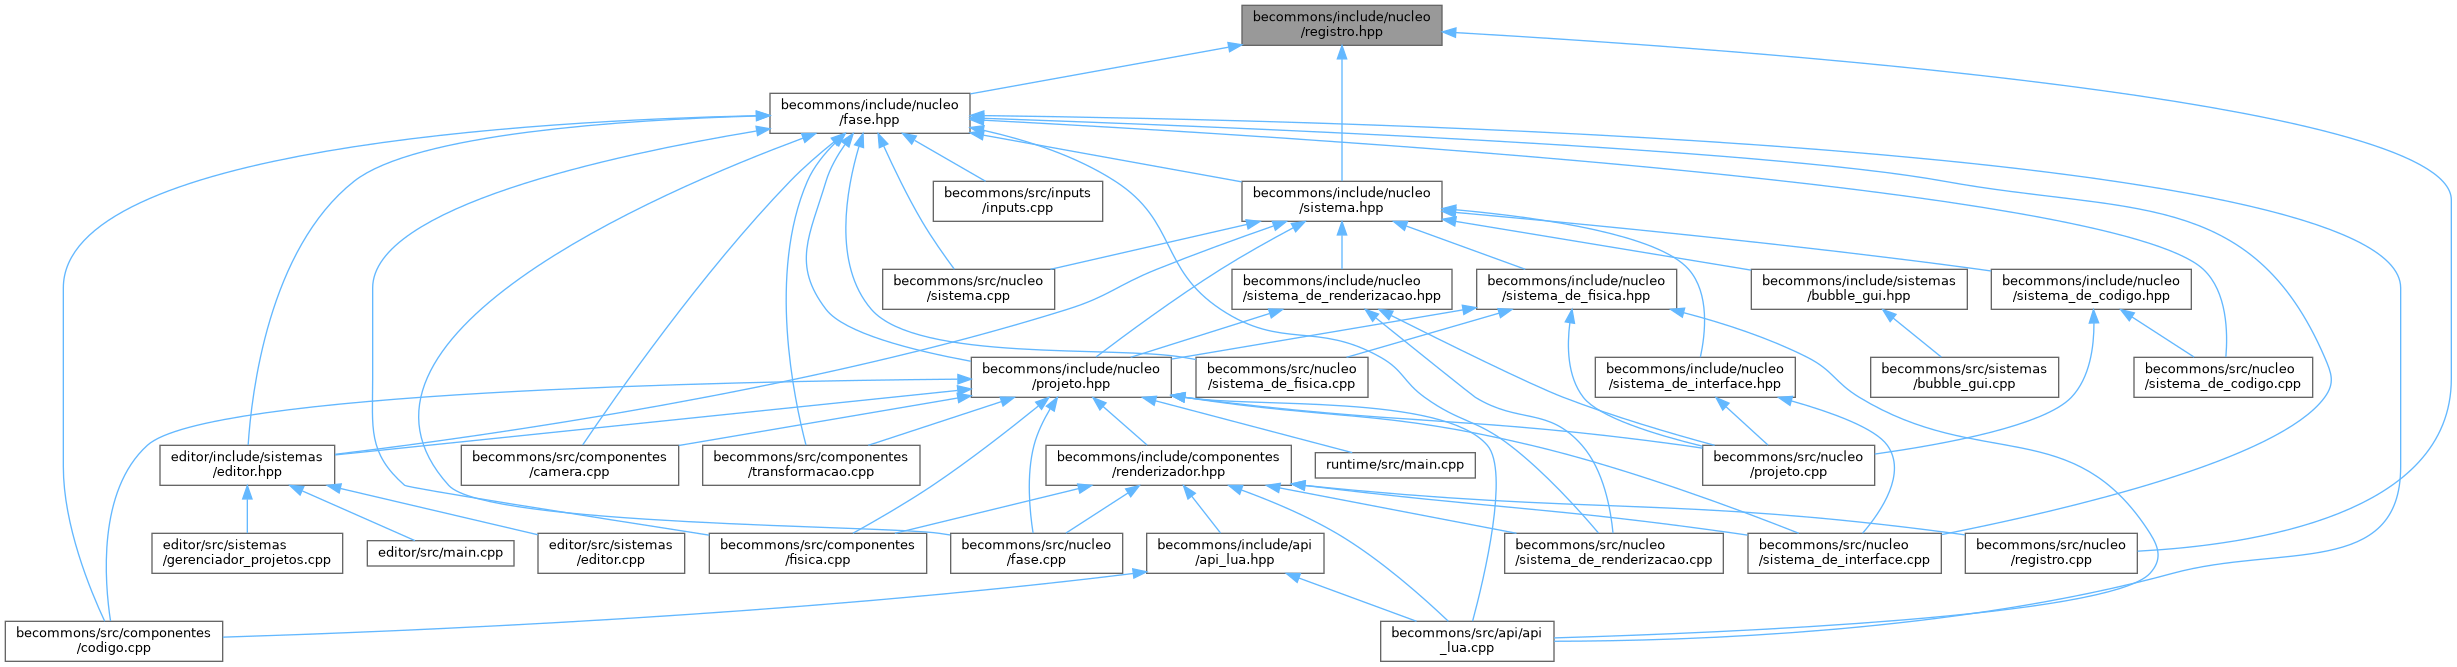 becommons/include/nucleo
/registro.hpp
becommons/include/nucleo
/fase.hpp
becommons/src/inputs
/inputs.cpp
becommons/include/nucleo
/sistema.hpp
becommons/src/nucleo
/sistema.cpp
becommons/include/nucleo
/sistema_de_renderizacao.hpp
becommons/include/nucleo
/sistema_de_fisica.hpp
becommons/include/sistemas
/bubble_gui.hpp
becommons/include/nucleo
/sistema_de_codigo.hpp
becommons/include/nucleo
/projeto.hpp
becommons/src/nucleo
/sistema_de_fisica.cpp
becommons/include/nucleo
/sistema_de_interface.hpp
becommons/src/sistemas
/bubble_gui.cpp
becommons/src/nucleo
/sistema_de_codigo.cpp
editor/include/sistemas
/editor.hpp
becommons/src/componentes
/camera.cpp
becommons/src/componentes
/transformacao.cpp
becommons/include/componentes
/renderizador.hpp
runtime/src/main.cpp
becommons/src/nucleo
/projeto.cpp
editor/src/sistemas
/gerenciador_projetos.cpp
editor/src/main.cpp
editor/src/sistemas
/editor.cpp
becommons/src/componentes
/fisica.cpp
becommons/src/nucleo
/fase.cpp
becommons/include/api
/api_lua.hpp
becommons/src/nucleo
/sistema_de_renderizacao.cpp
becommons/src/nucleo
/sistema_de_interface.cpp
becommons/src/nucleo
/registro.cpp
becommons/src/componentes
/codigo.cpp
becommons/src/api/api
_lua.cpp